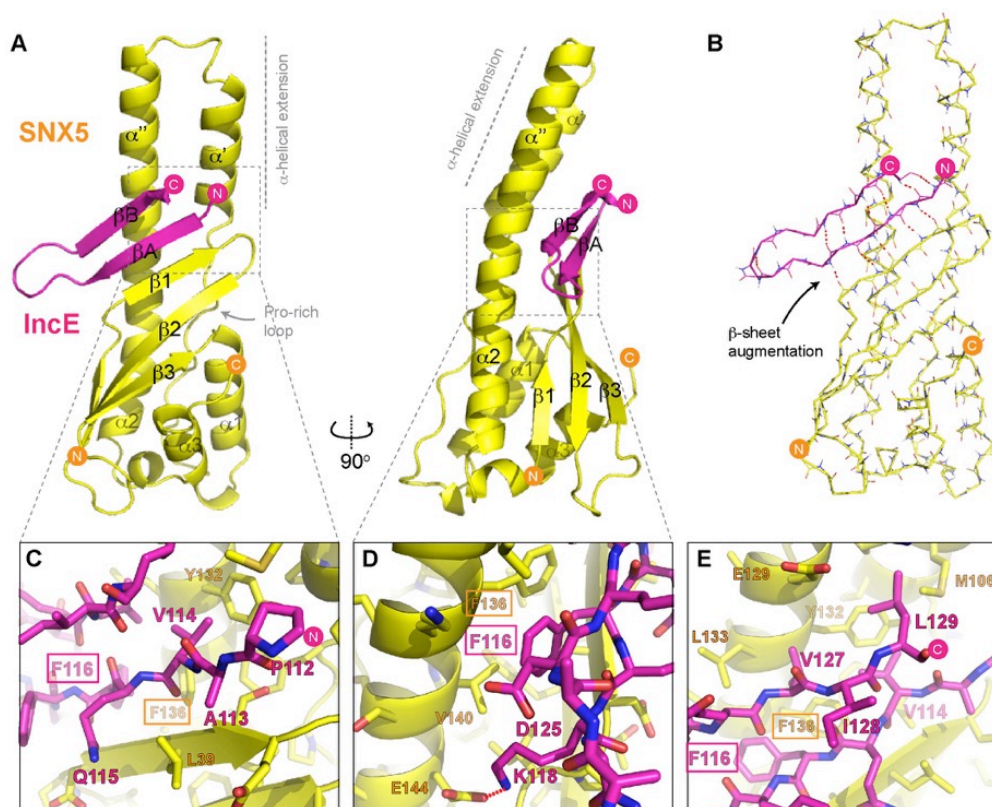 A
B
SNX5
IncE
α''
α'
α-helical extension
C
N
βB
βA
β1
β2
β3
Pro-rich
loop
C
α2
α3
α1
N
90°
α-helical extension
α''
α'
C
N
βB
βA
α2
α1
β1
β2
β3
C
α3
N
C
N
β-sheet
augmentation
C
N
C
Y132
V114
N
F116
P112
F136
A113
L39
Q115
D
F136
F116
V140
D125
K118
E144
E
E129
M106
Y132
L129
L133
C
V127
V114
F136
I128
F116